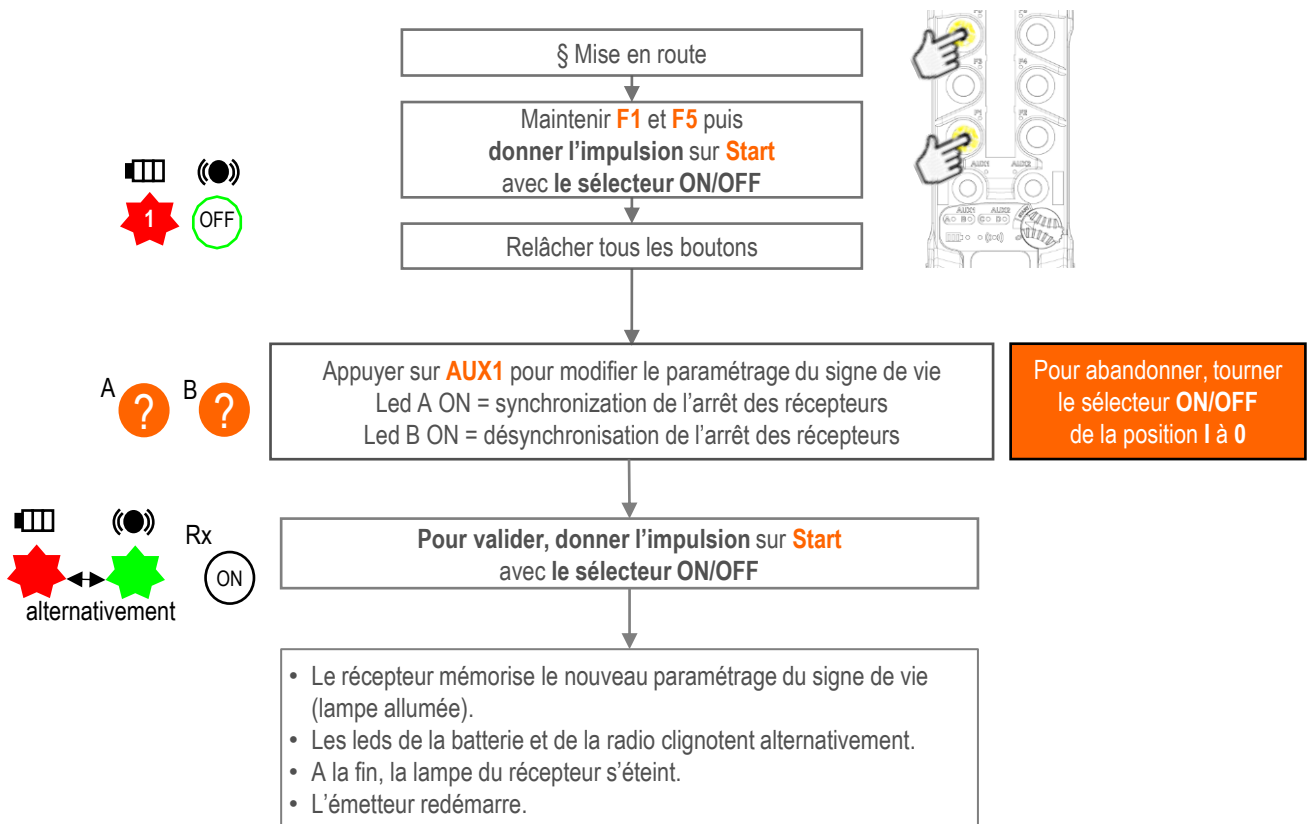 § Mise en route
Maintenir F1 et F5 puis
donner l’impulsion sur Start
avec le sélecteur ON/OFF
1
OFF
Relâcher tous les boutons
F3
F4
F1
AUX1
AUX2
AUX1
AUX2
A
B
C
D
START
A
?
B
?
Appuyer sur AUX1 pour modifier le paramétrage du signe de vie
Led A ON = synchronization de l’arrêt des récepteurs
Led B ON = désynchronisation de l’arrêt des récepteurs
Pour abandonner, tourner
le sélecteur ON/OFF
de la position I à 0
Rx
ON
alternativement
Pour valider, donner l’impulsion sur Start
avec le sélecteur ON/OFF
• Le récepteur mémorise le nouveau paramétrage du signe de vie
(lampe allumée).
• Les leds de la batterie et de la radio clignotent alternativement.
• A la fin, la lampe du récepteur s’éteint.
• L’émetteur redémarre.